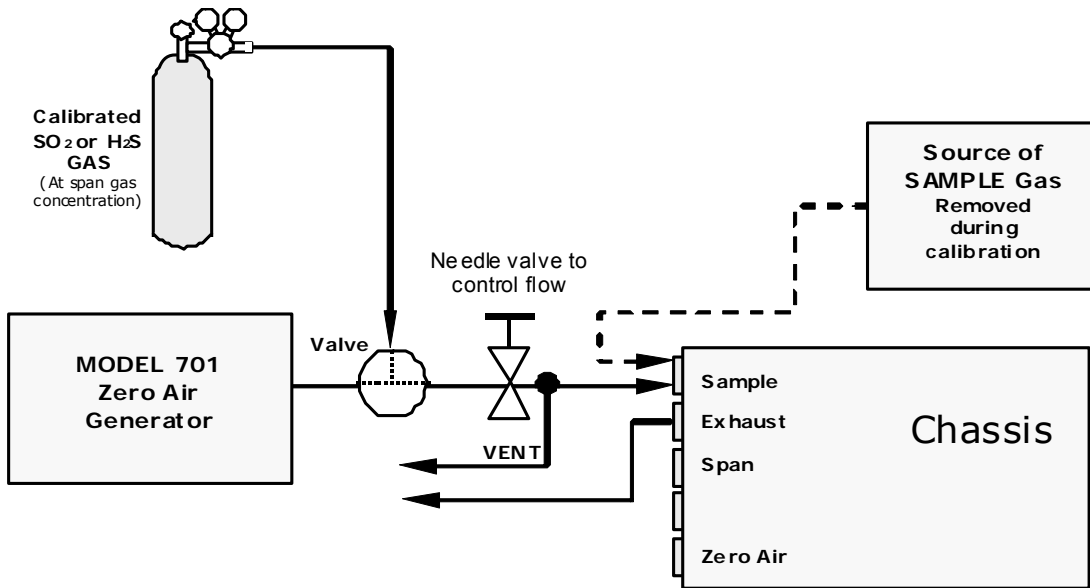 Calibrated
SO2 or H2S
GAS
(At span gas
concentration)
Source of
SAMPLE Gas
Removed
during
calibration
Needle valve to
control flow
MODEL 701
Zero Air
Generator
Valve
VENT
Sample
Exhaust
Span
Zero Air
Chassis